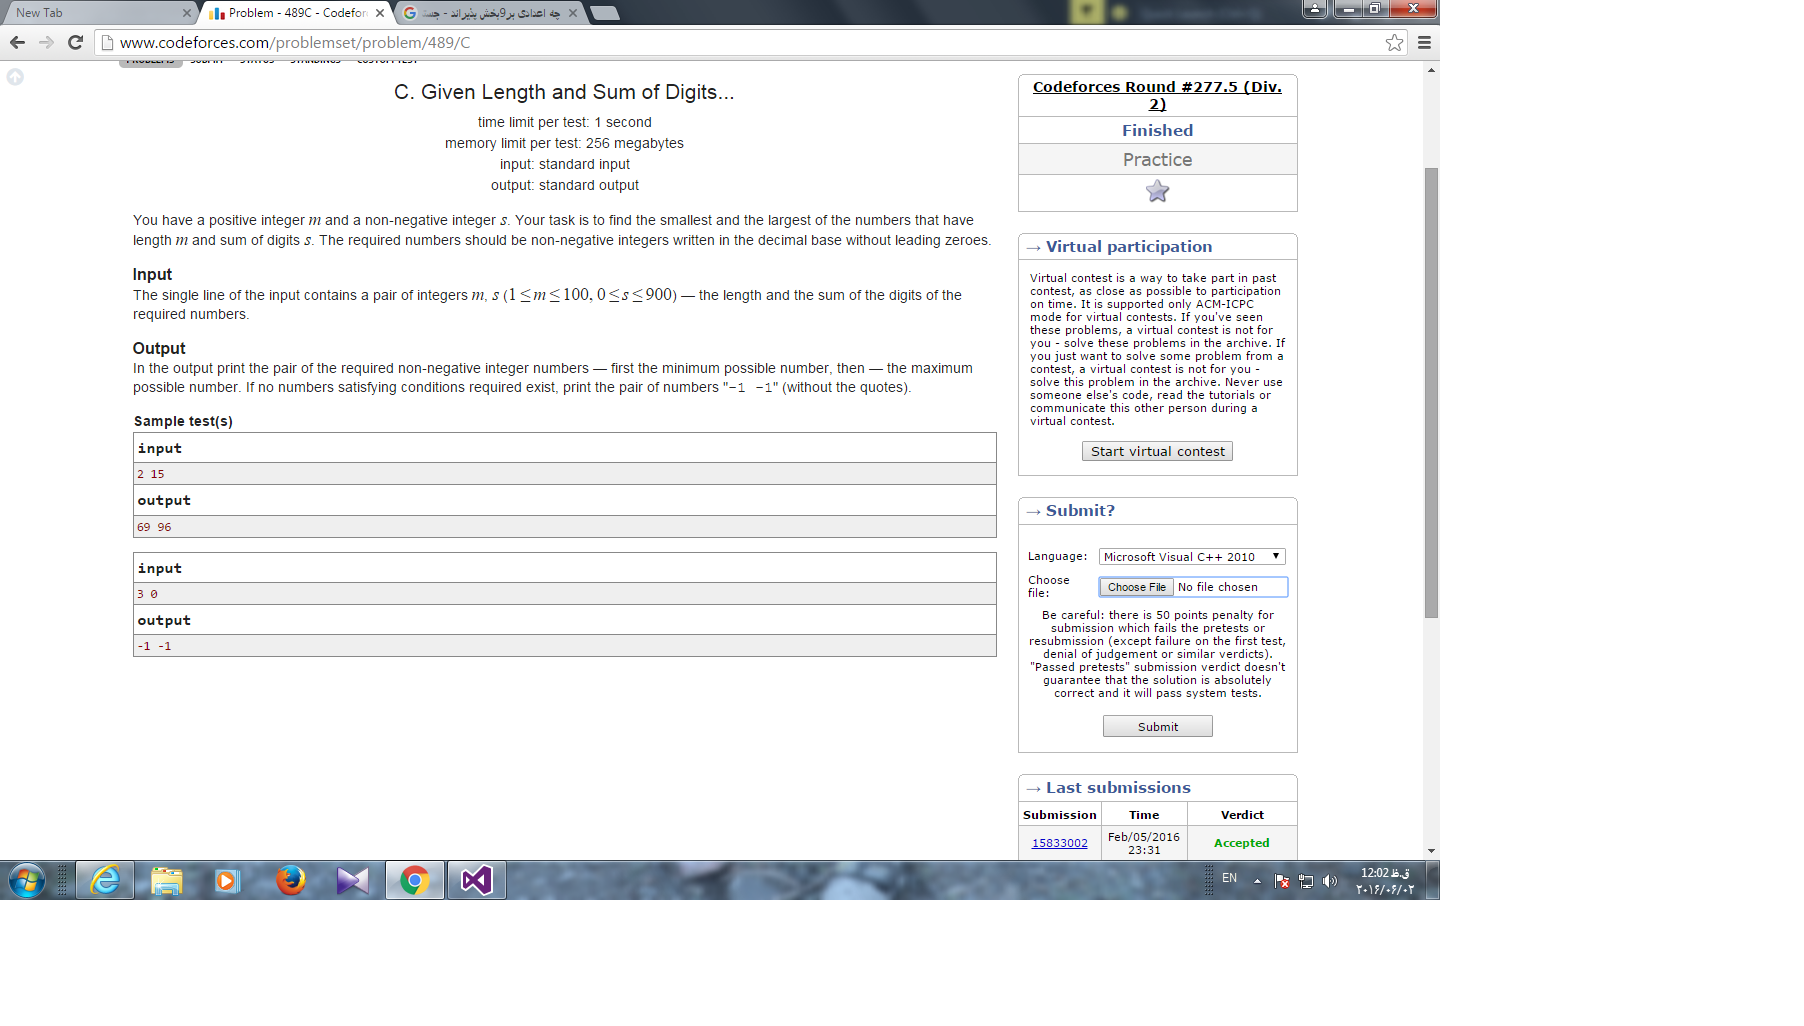 New Tab
Problem - 489C - Codefor
چه اعدادی بر9بخش پذیراند - جست
www.codeforces.com/problemset/problem/489/C
PROBLEMS SUBMIT STATUS STANDINGS CUSTOM TEST
C. Given Length and Sum of Digits...
time limit per test: 1 second
memory limit per test: 256 megabytes
input: standard input
output: standard output
You have a positive integer m and a non-negative integer s. Your task is to find the smallest and the largest of the numbers that have
length m and sum of digits s. The required numbers should be non-negative integers written in the decimal base without leading zeroes.
Input
The single line of the input contains a pair of integers m, s (1 ≤ m ≤ 100, 0 ≤ s ≤ 900) — the length and the sum of the digits of the
required numbers.
Output
In the output print the pair of the required non-negative integer numbers — first the minimum possible number, then — the maximum
possible number. If no numbers satisfying conditions required exist, print the pair of numbers "-1 -1" (without the quotes).
Sample test(s)
input
2 15
output
69 96
input
3 0
output
-1 -1
Codeforces Round #277.5 (Div.
2)
Finished
Practice
→ Virtual participation
Virtual contest is a way to take part in past
contest, as close as possible to participation
on time. It is supported only ACM-ICPC
mode for virtual contests. If you've seen
these problems, a virtual contest is not for
you - solve these problems in the archive. If
you just want to solve some problem from a
contest, a virtual contest is not for you -
solve this problem in the archive. Never use
someone else's code, read the tutorials or
communicate this other person during a
virtual contest.
Start virtual contest
→ Submit?
Language: Microsoft Visual C++ 2010
Choose
file: Choose File No file chosen
Be careful: there is 50 points penalty for
submission which fails the pretests or
resubmission (except failure on the first test,
denial of judgement or similar verdicts).
"Passed pretests" submission verdict doesn't
guarantee that the solution is absolutely
correct and it will pass system tests.
Submit
→ Last submissions
Submission Time Verdict
15833002 Feb/05/2016 Accepted
23:31
EN
12:02 ق.ظ
۲۰۱۶/۰۶/۰۲